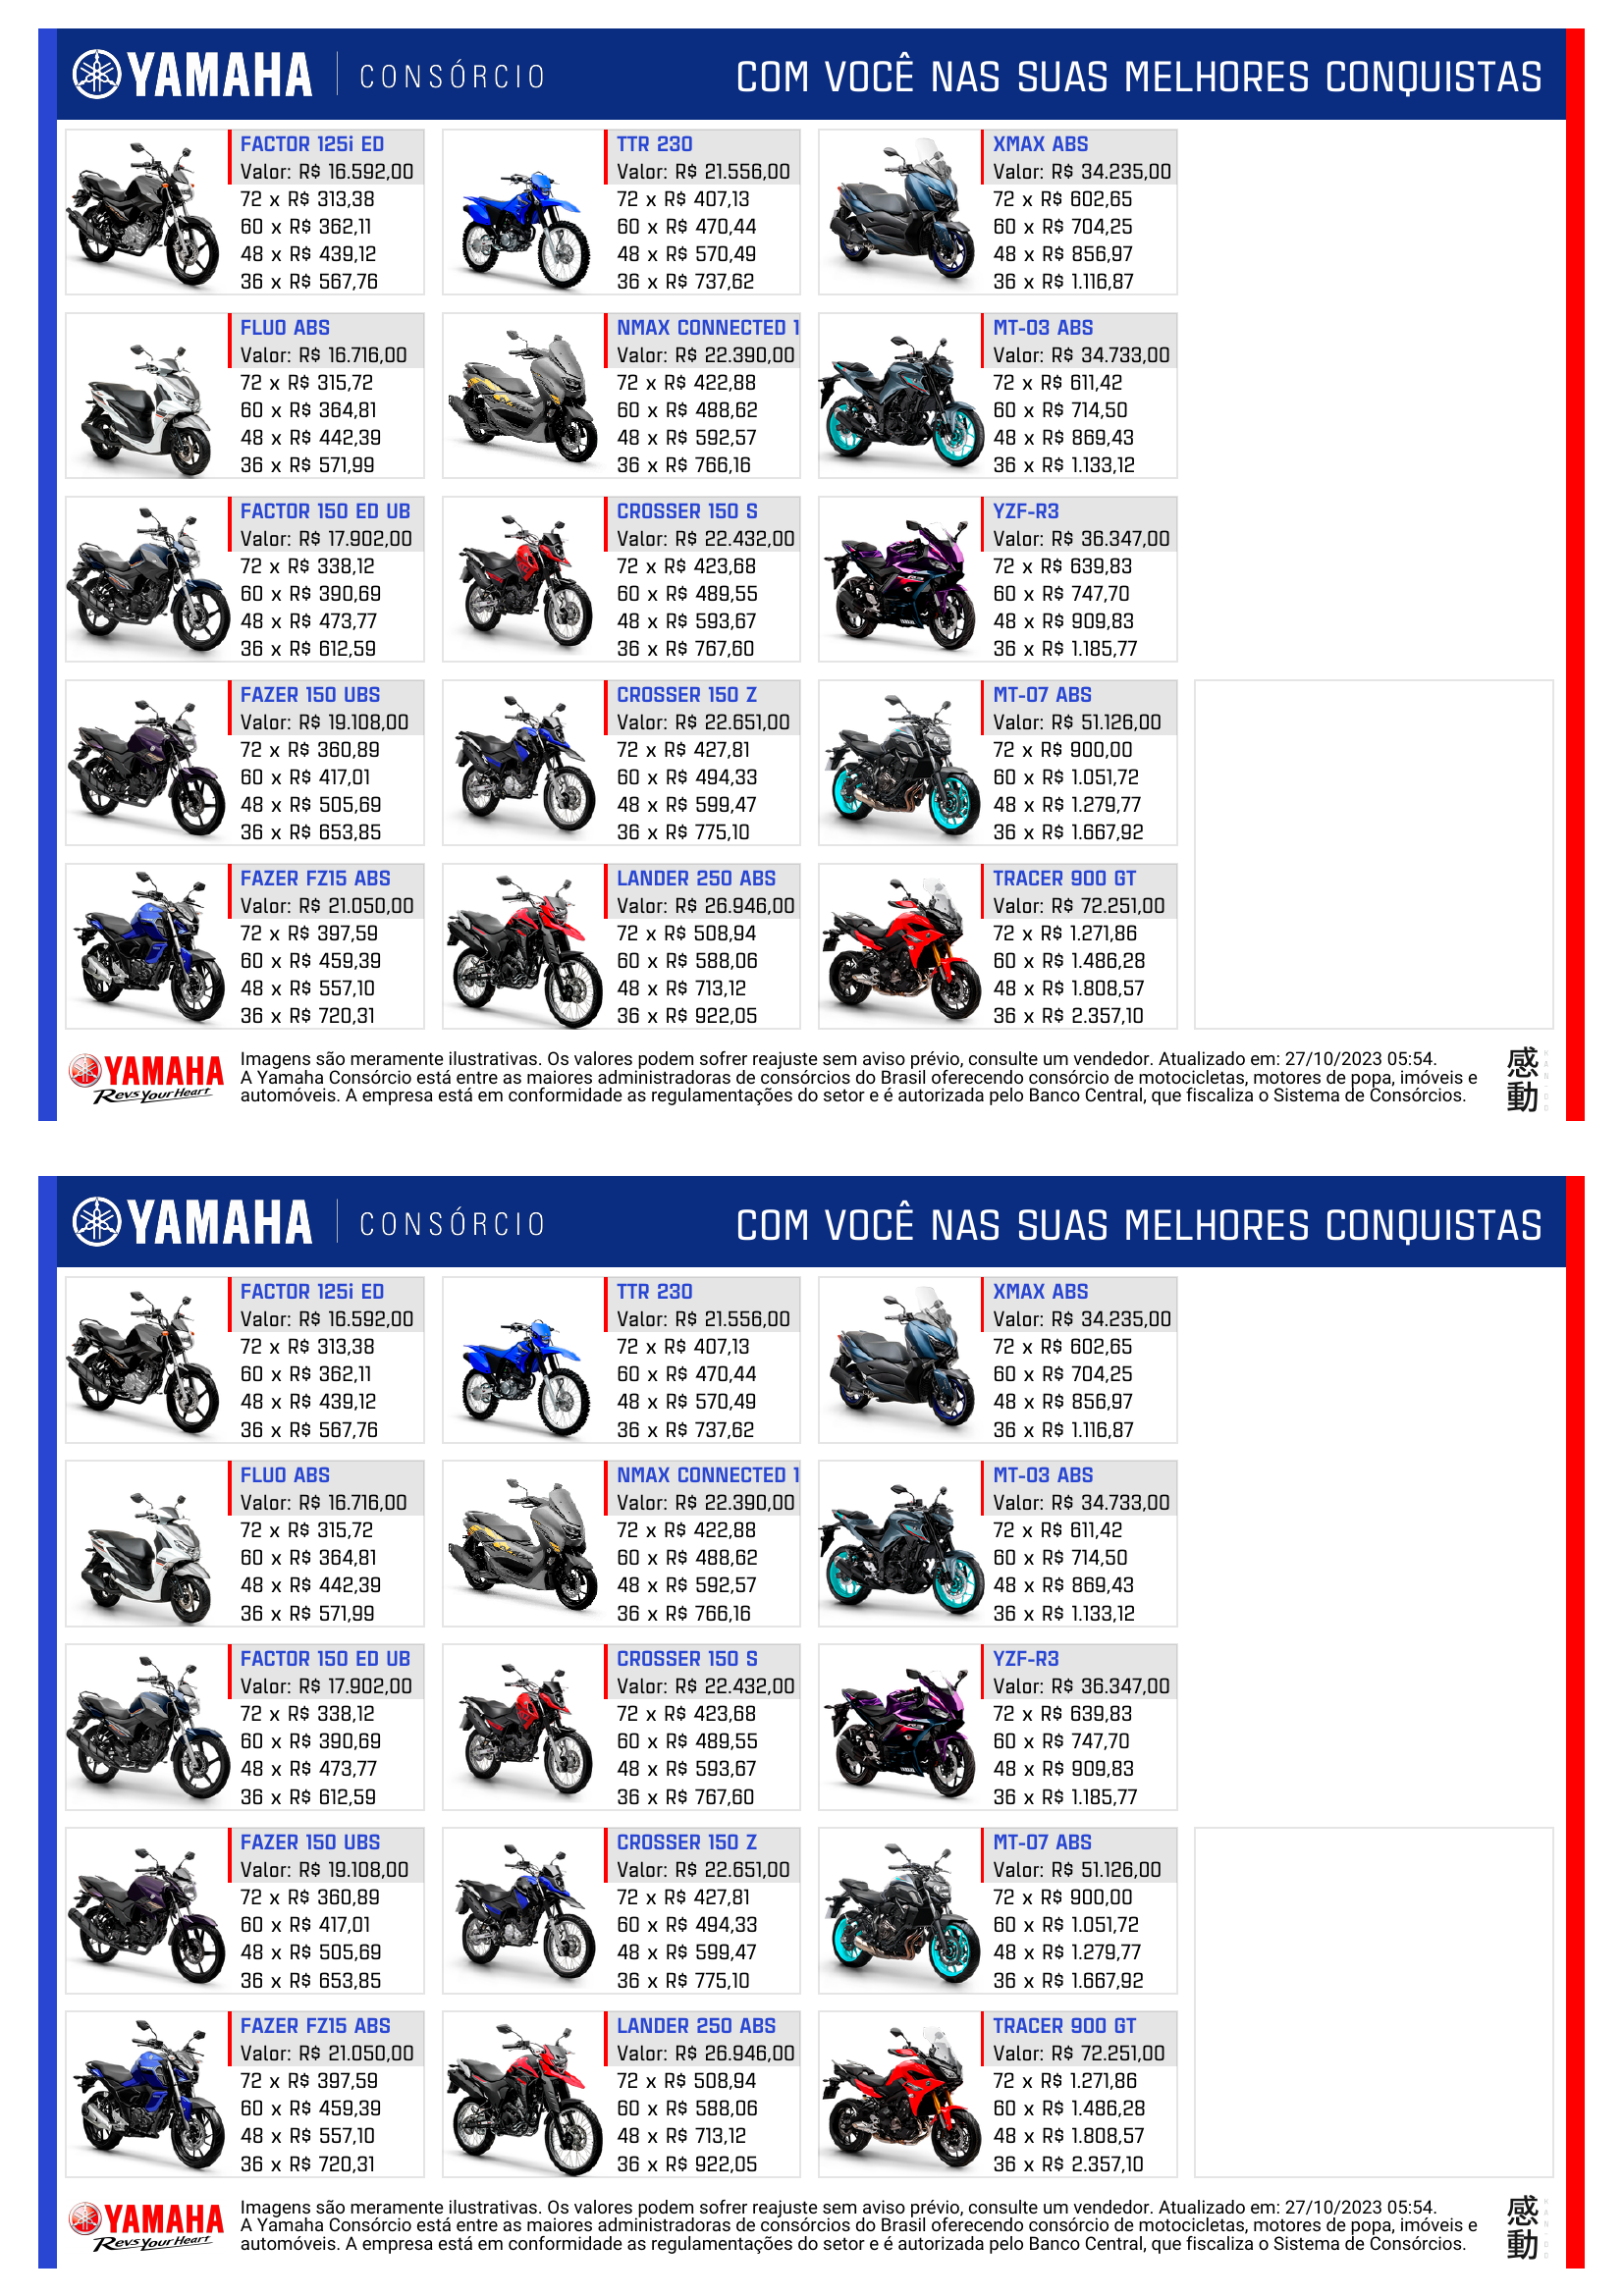 YAMAHA CONSÓRCIO COM VOCÊ NAS SUAS MELHORES CONQUISTAS
FACTOR 125i ED
Valor: R$ 16.592,00
72 x R$ 313,38
60 x R$ 362,11
48 x R$ 439,12
36 x R$ 567,76
TTR 230
Valor: R$ 21.556,00
72 x R$ 407,13
60 x R$ 470,44
48 x R$ 570,49
36 x R$ 737,62
XMAX ABS
Valor: R$ 34.235,00
72 x R$ 602,65
60 x R$ 704,25
48 x R$ 856,97
36 x R$ 1.116,87
FLUO ABS
Valor: R$ 16.716,00
72 x R$ 315,72
60 x R$ 364,81
48 x R$ 442,39
36 x R$ 571,99
NMAX CONNECTED 1
Valor: R$ 22.390,00
72 x R$ 422,88
60 x R$ 488,62
48 x R$ 592,57
36 x R$ 766,16
MT-03 ABS
Valor: R$ 34.733,00
72 x R$ 611,42
60 x R$ 714,50
48 x R$ 869,43
36 x R$ 1.133,12
FACTOR 150 ED UB
Valor: R$ 17.902,00
72 x R$ 338,12
60 x R$ 390,69
48 x R$ 473,77
36 x R$ 612,59
CROSSER 150 S
Valor: R$ 22.432,00
72 x R$ 423,68
60 x R$ 489,55
48 x R$ 593,67
36 x R$ 767,60
YZF-R3
Valor: R$ 36.347,00
72 x R$ 639,83
60 x R$ 747,70
48 x R$ 909,83
36 x R$ 1.185,77
FAZER 150 UBS
Valor: R$ 19.108,00
72 x R$ 360,89
60 x R$ 417,01
48 x R$ 505,69
36 x R$ 653,85
CROSSER 150 Z
Valor: R$ 22.651,00
72 x R$ 427,81
60 x R$ 494,33
48 x R$ 599,47
36 x R$ 775,10
MT-07 ABS
Valor: R$ 51.126,00
72 x R$ 900,00
60 x R$ 1.051,72
48 x R$ 1.279,77
36 x R$ 1.667,92
FAZER FZ15 ABS
Valor: R$ 21.050,00
72 x R$ 397,59
60 x R$ 459,39
48 x R$ 557,10
36 x R$ 720,31
LANDER 250 ABS
Valor: R$ 26.946,00
72 x R$ 508,94
60 x R$ 588,06
48 x R$ 713,12
36 x R$ 922,05
TRACER 900 GT
Valor: R$ 72.251,00
72 x R$ 1.271,86
60 x R$ 1.486,28
48 x R$ 1.808,57
36 x R$ 2.357,10
YAMAHA
Revs Your Heart
Imagens são meramente ilustrativas. Os valores podem sofrer reajuste sem aviso prévio, consulte um vendedor. Atualizado em: 27/10/2023 05:54.
A Yamaha Consórcio está entre as maiores administradoras de consórcios do Brasil oferecendo consórcio de motocicletas, motores de popa, imóveis e
automóveis. A empresa está em conformidade as regulamentações do setor e é autorizada pelo Banco Central, que fiscaliza o Sistema de Consórcios.
感動
YAMAHA CONSÓRCIO COM VOCÊ NAS SUAS MELHORES CONQUISTAS
FACTOR 125i ED
Valor: R$ 16.592,00
72 x R$ 313,38
60 x R$ 362,11
48 x R$ 439,12
36 x R$ 567,76
TTR 230
Valor: R$ 21.556,00
72 x R$ 407,13
60 x R$ 470,44
48 x R$ 570,49
36 x R$ 737,62
XMAX ABS
Valor: R$ 34.235,00
72 x R$ 602,65
60 x R$ 704,25
48 x R$ 856,97
36 x R$ 1.116,87
FLUO ABS
Valor: R$ 16.716,00
72 x R$ 315,72
60 x R$ 364,81
48 x R$ 442,39
36 x R$ 571,99
NMAX CONNECTED 1
Valor: R$ 22.390,00
72 x R$ 422,88
60 x R$ 488,62
48 x R$ 592,57
36 x R$ 766,16
MT-03 ABS
Valor: R$ 34.733,00
72 x R$ 611,42
60 x R$ 714,50
48 x R$ 869,43
36 x R$ 1.133,12
FACTOR 150 ED UB
Valor: R$ 17.902,00
72 x R$ 338,12
60 x R$ 390,69
48 x R$ 473,77
36 x R$ 612,59
CROSSER 150 S
Valor: R$ 22.432,00
72 x R$ 423,68
60 x R$ 489,55
48 x R$ 593,67
36 x R$ 767,60
YZF-R3
Valor: R$ 36.347,00
72 x R$ 639,83
60 x R$ 747,70
48 x R$ 909,83
36 x R$ 1.185,77
FAZER 150 UBS
Valor: R$ 19.108,00
72 x R$ 360,89
60 x R$ 417,01
48 x R$ 505,69
36 x R$ 653,85
CROSSER 150 Z
Valor: R$ 22.651,00
72 x R$ 427,81
60 x R$ 494,33
48 x R$ 599,47
36 x R$ 775,10
MT-07 ABS
Valor: R$ 51.126,00
72 x R$ 900,00
60 x R$ 1.051,72
48 x R$ 1.279,77
36 x R$ 1.667,92
FAZER FZ15 ABS
Valor: R$ 21.050,00
72 x R$ 397,59
60 x R$ 459,39
48 x R$ 557,10
36 x R$ 720,31
LANDER 250 ABS
Valor: R$ 26.946,00
72 x R$ 508,94
60 x R$ 588,06
48 x R$ 713,12
36 x R$ 922,05
TRACER 900 GT
Valor: R$ 72.251,00
72 x R$ 1.271,86
60 x R$ 1.486,28
48 x R$ 1.808,57
36 x R$ 2.357,10
YAMAHA
Revs Your Heart
Imagens são meramente ilustrativas. Os valores podem sofrer reajuste sem aviso prévio, consulte um vendedor. Atualizado em: 27/10/2023 05:54.
A Yamaha Consórcio está entre as maiores administradoras de consórcios do Brasil oferecendo consórcio de motocicletas, motores de popa, imóveis e
automóveis. A empresa está em conformidade as regulamentações do setor e é autorizada pelo Banco Central, que fiscaliza o Sistema de Consórcios.
感動